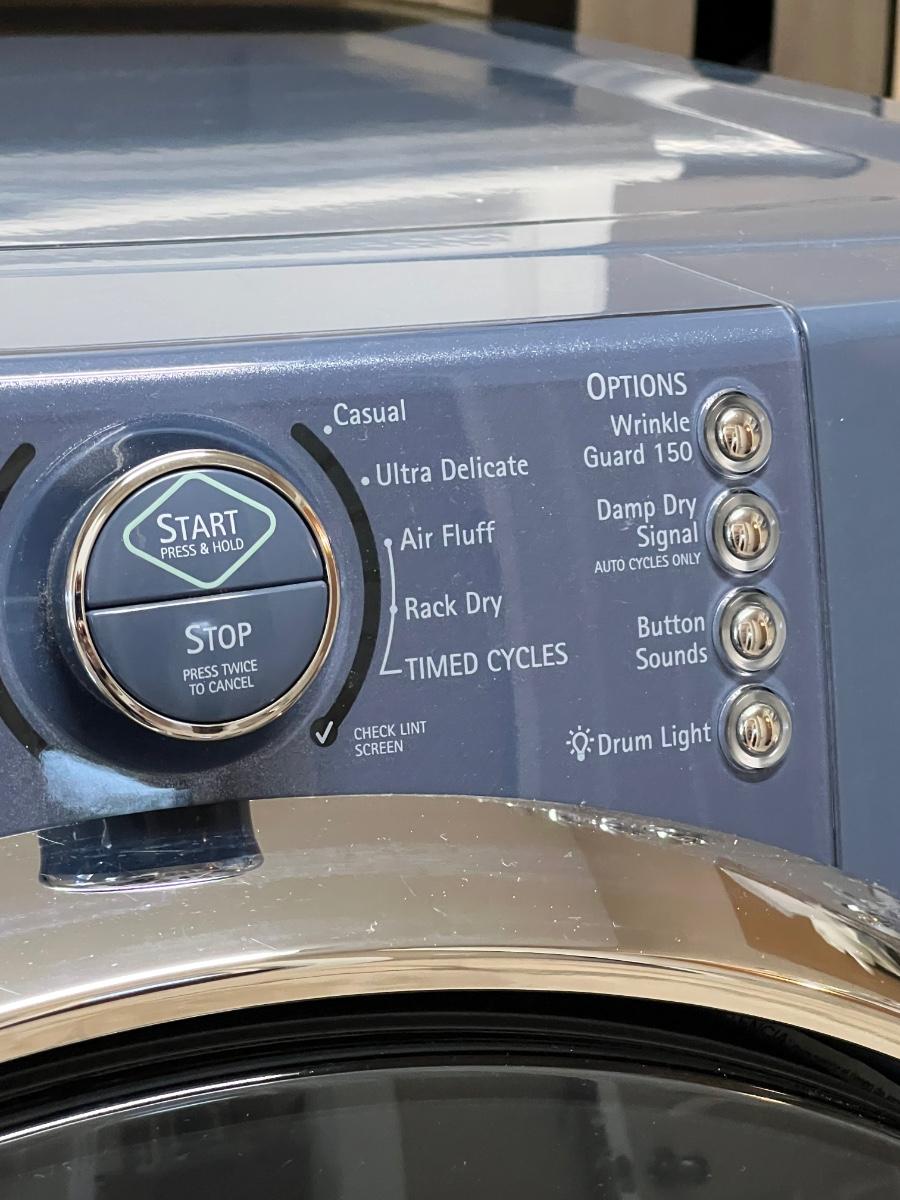 START
PRESS & HOLD
STOP
PRESS TWICE
TO CANCEL
Casual
Ultra Delicate
Air Fluff
Rack Dry
TIMED CYCLES
CHECK LINT
SCREEN
OPTIONS
Wrinkle
Guard 150
Damp Dry
Signal
AUTO CYCLES ONLY
Button
Sounds
Drum Light